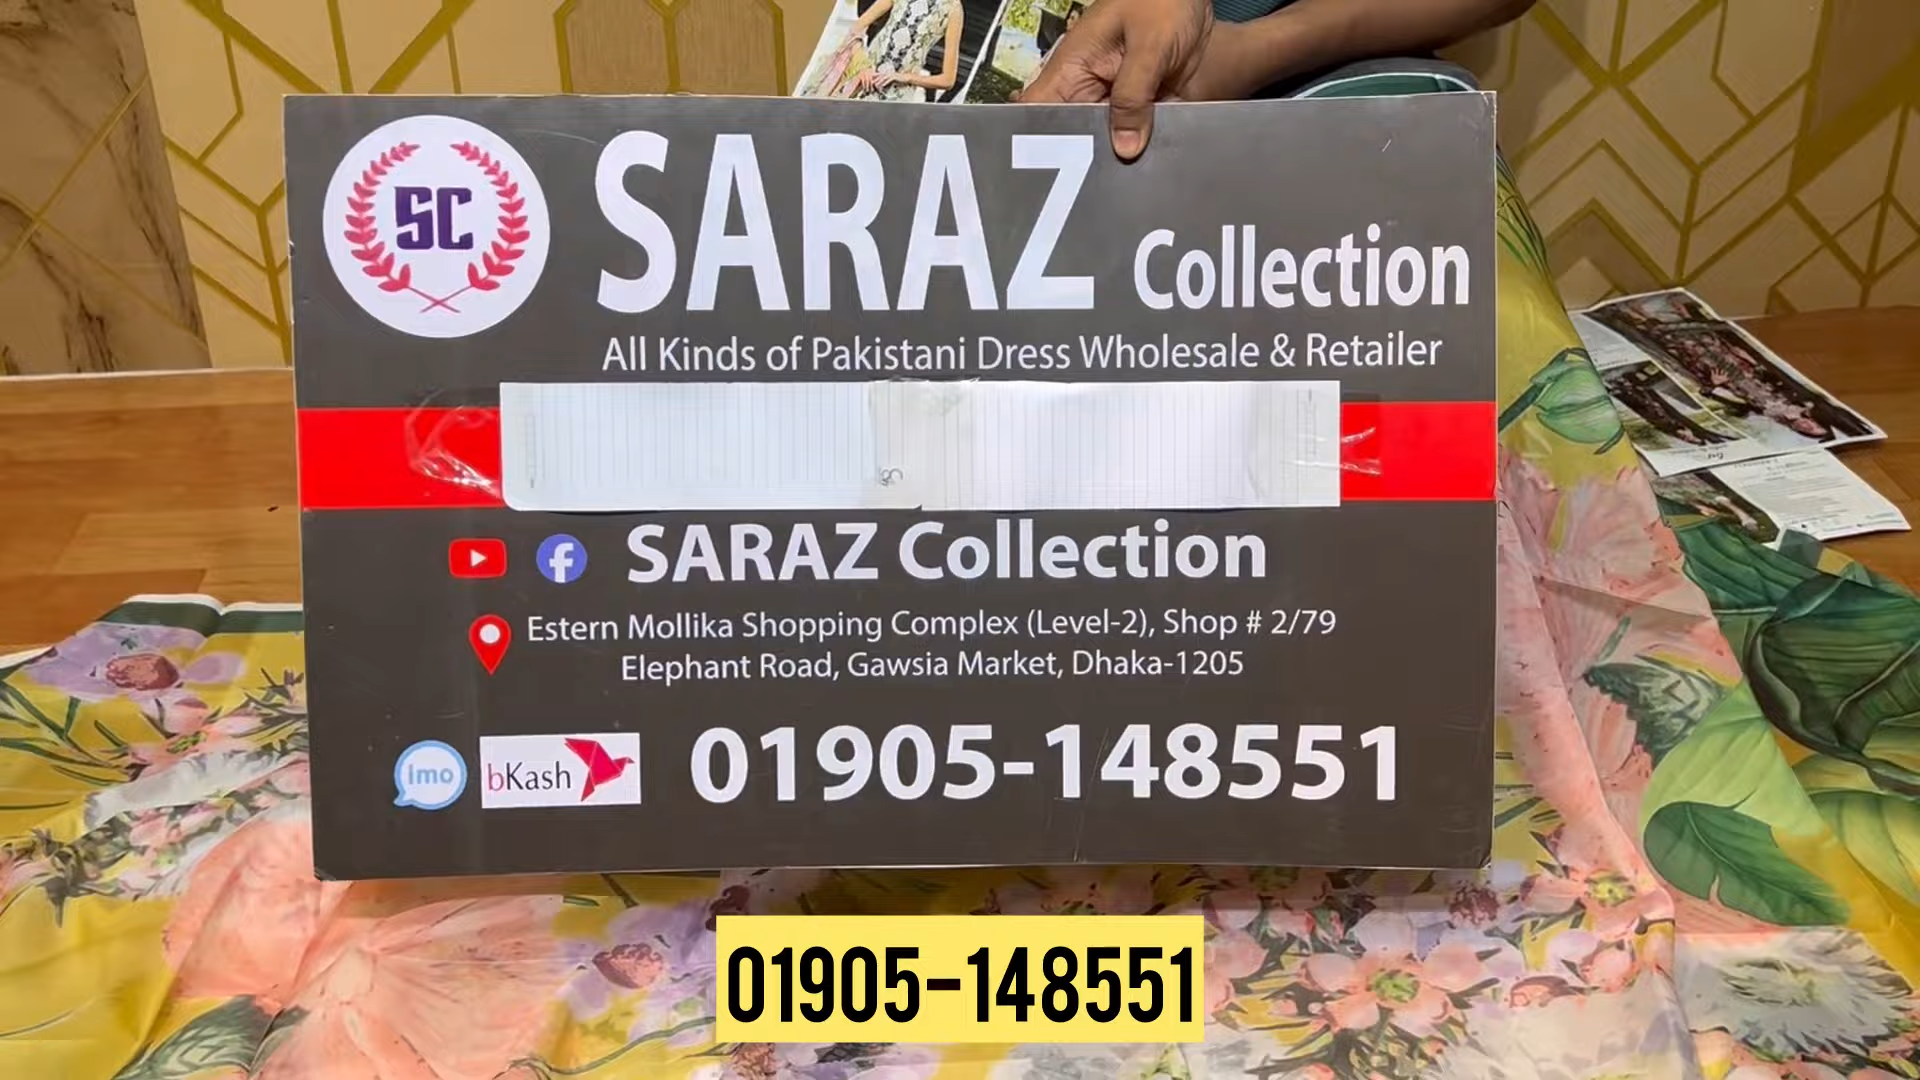 SC
SARAZ Collection
All Kinds of Pakistani Dress Wholesale & Retailer
SARAZ Collection
Estern Mollika Shopping Complex (Level-2), Shop # 2/79
Elephant Road, Gawsia Market, Dhaka-1205
imo
bKash
01905-148551
01905-148551